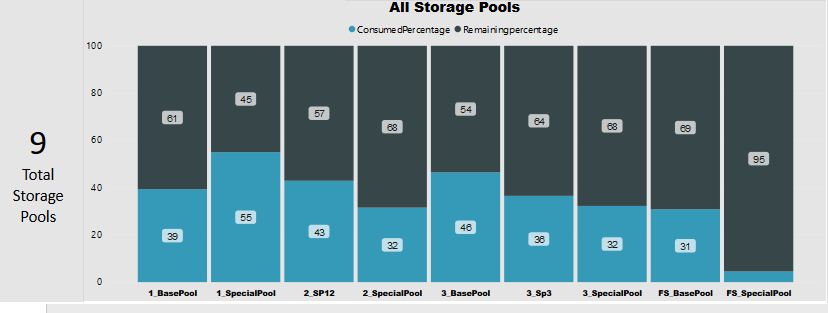 All Storage Pools
ConsumedPercentage Remainingpercentage
9
Total
Storage
Pools
100
80
60
40
20
0
61 45 57 68 54 64 68 69 95
39 55 43 32 46 36 32 31
1_BasePool 1_SpecialPool 2_SP12 2_SpecialPool 3_BasePool 3_Sp3 3_SpecialPool FS_BasePool FS_SpecialPool